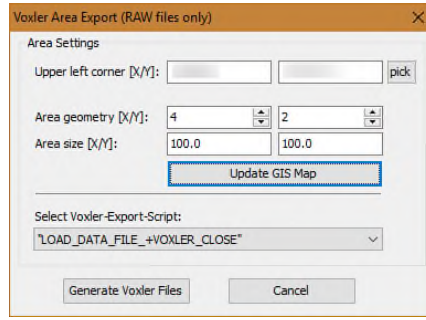 Voxler Area Export (RAW files only)
Area Settings
Upper left corner [X/Y]: pick
Area geometry [X/Y]: 4 2
Area size [X/Y]: 100.0 100.0
Update GIS Map
Select Voxler-Export-Script:
"LOAD_DATA_FILE_+VOXLER_CLOSE"
Generate Voxler Files Cancel